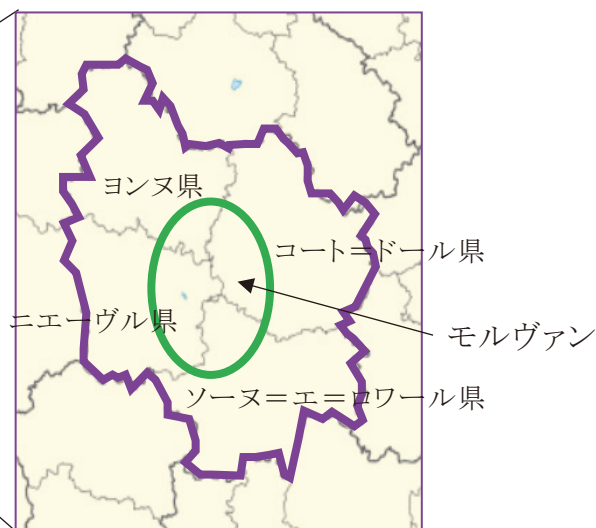 ヨンヌ県
コート＝ドール県
ニエーヴル県
モルヴァン
ソーヌ＝エ＝ロワール県